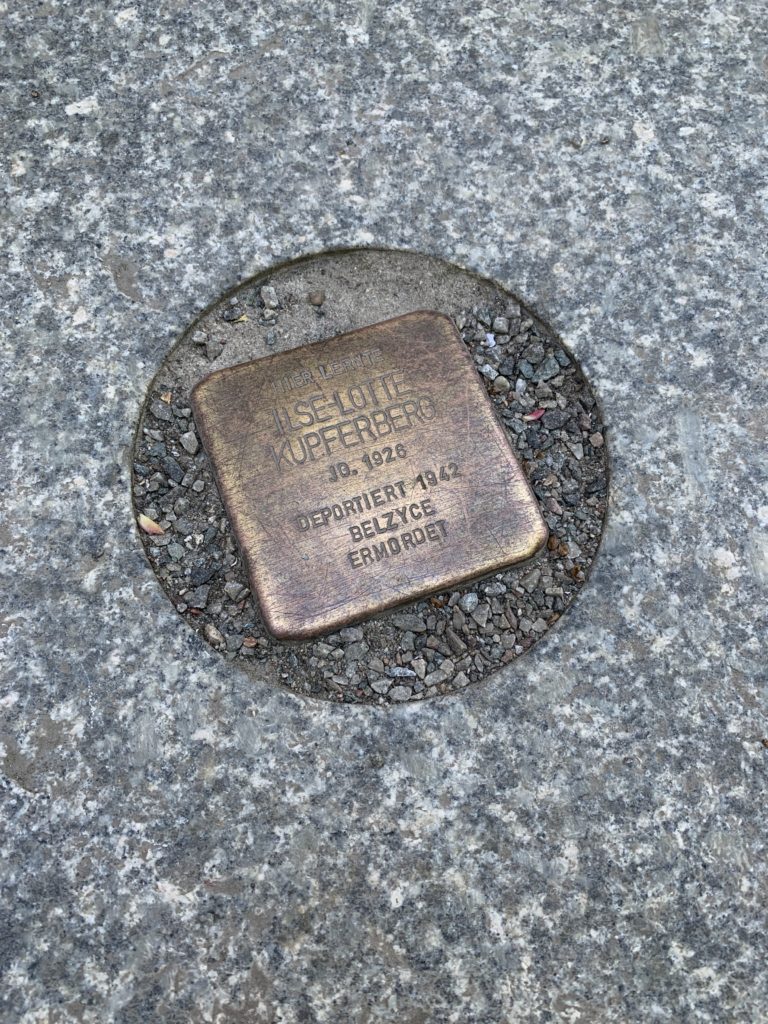 HIER LERNTE
ILSE-LOTTE
KUPFERBERG
JG. 1926
DEPORTIERT 1942
BELZYCE
ERMORDET